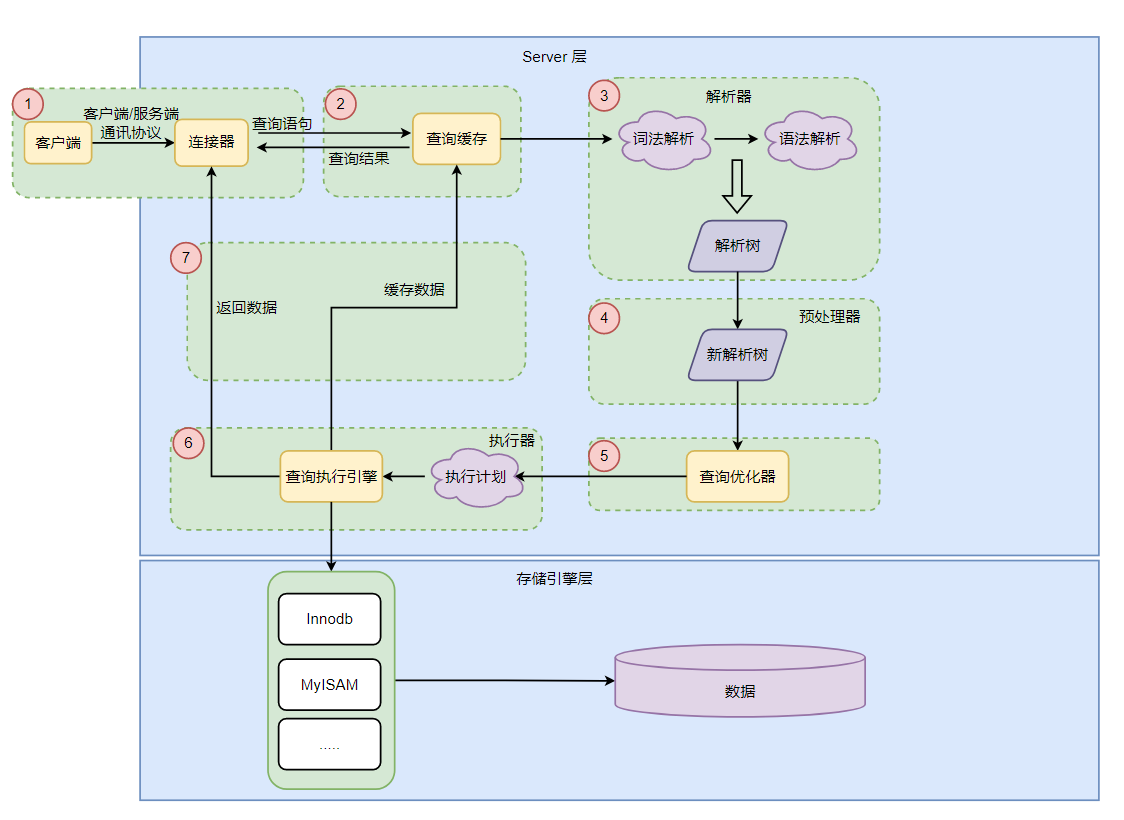 Server 层
1
客户端
客户端/服务端
通讯协议
连接器
查询语句
查询结果
2
查询缓存
3
解析器
词法解析
语法解析
解析树
4
预处理器
新解析树
5
查询优化器
6
执行器
执行计划
查询执行引擎
7
返回数据
缓存数据
存储引擎层
Innodb
MyISAM
.....
数据